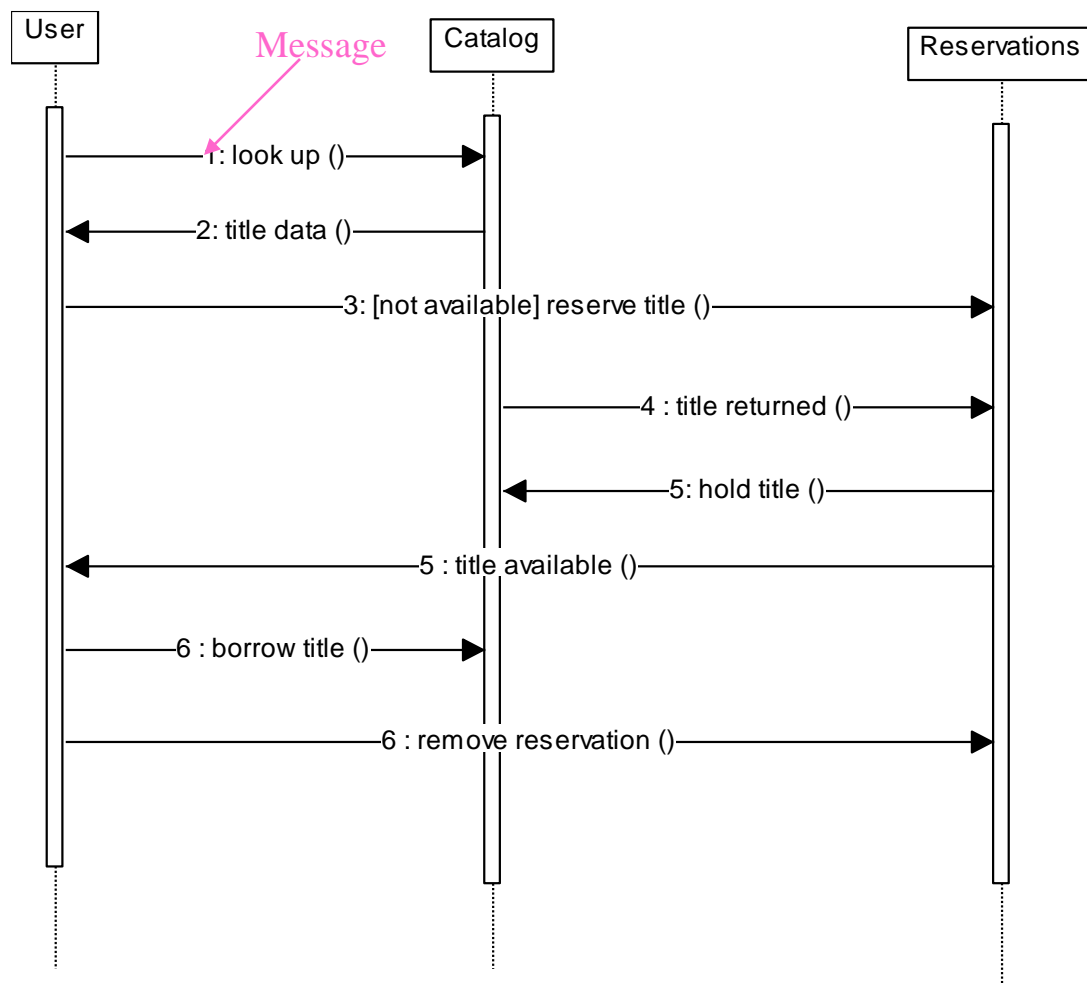 User
Message
Catalog
Reservations
1: look up ()
2: title data ()
3: [not available] reserve title ()
4 : title returned ()
5: hold title ()
5 : title available ()
6 : borrow title ()
6 : remove reservation ()